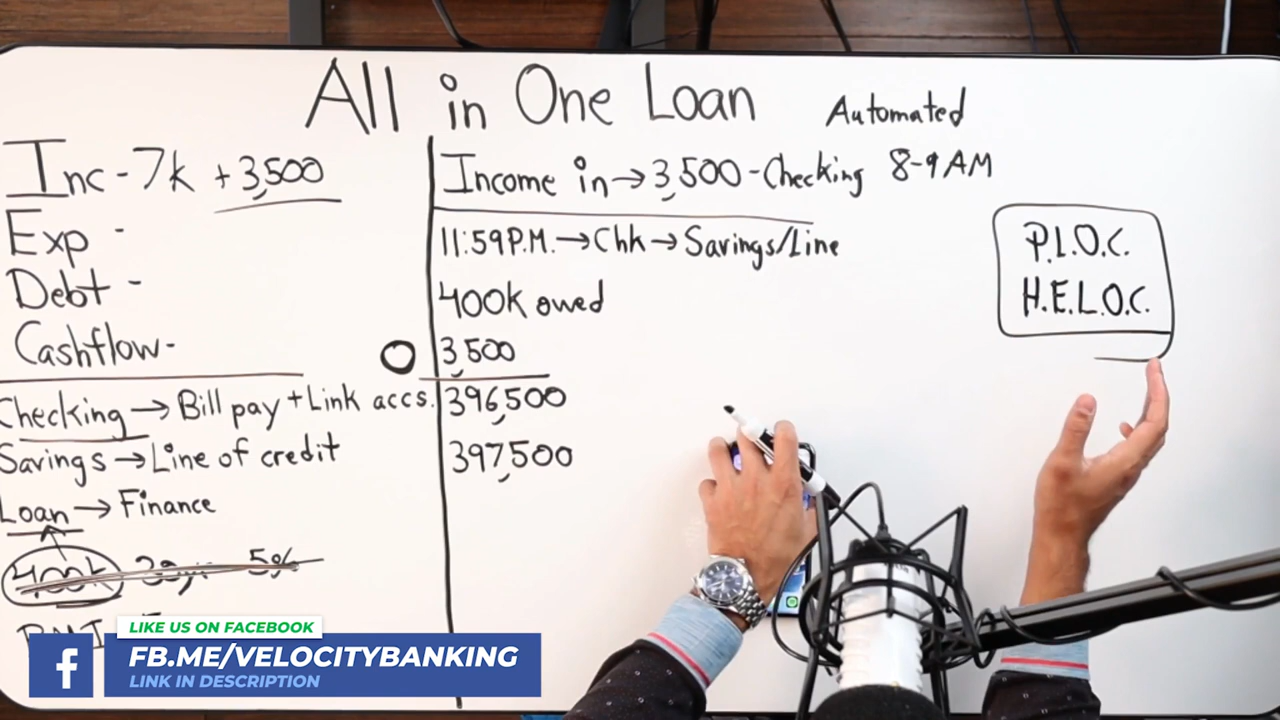 All in One Loan
Automated
Inc - 7k + 3,500
Exp -
Debt -
Cashflow -
Checking → Bill pay + Link accs.
Savings → Line of credit
Loan → Finance
400k 30yr 5%
Income in → 3,500 - Checking 8-9 AM
11:59 P.M. → Chk → Savings/Line
400k owed
3,500
396,500
397,500
P.L.O.C.
H.E.L.O.C.
LIKE US ON FACEBOOK
FB.ME/VELOCITYBANKING
LINK IN DESCRIPTION